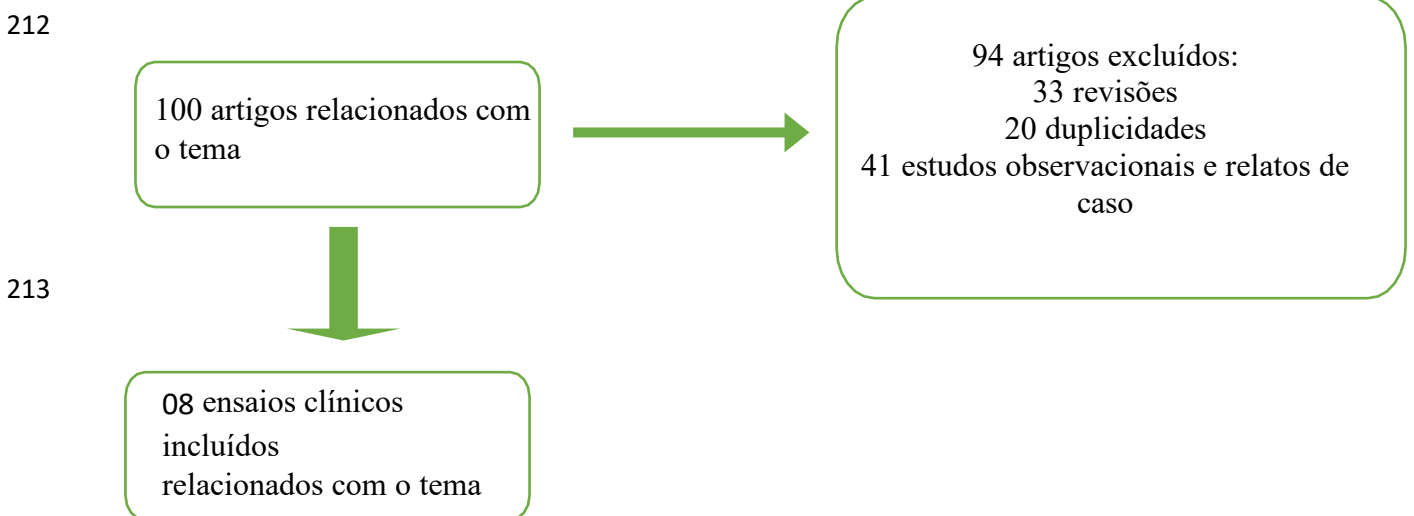 212
100 artigos relacionados com
o tema
94 artigos excluídos:
33 revisões
20 duplicidades
41 estudos observacionais e relatos de
caso
213
08 ensaios clínicos
incluídos
relacionados com o tema